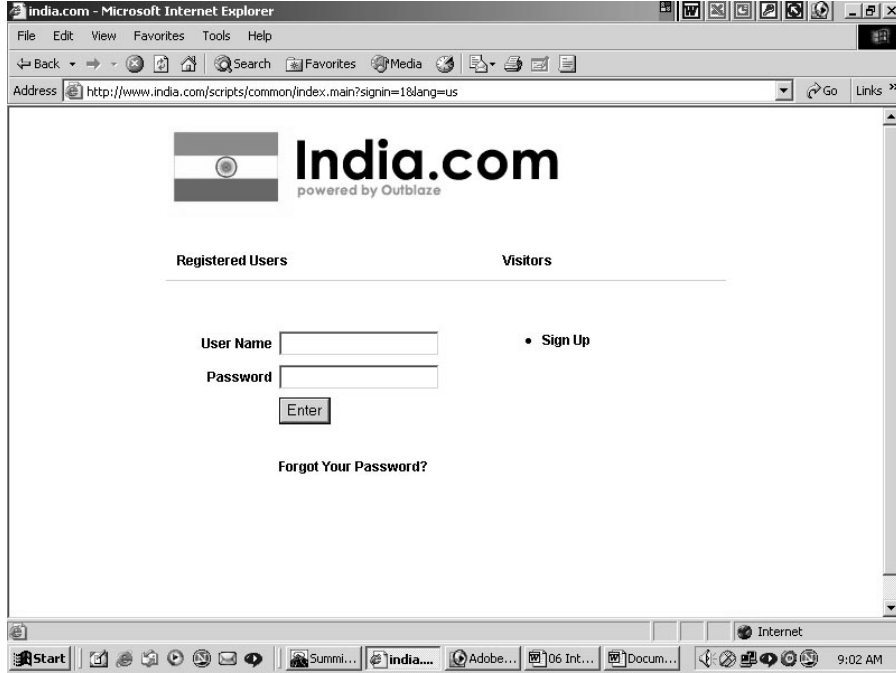 india.com - Microsoft Internet Explorer
File Edit View Favorites Tools Help
Back Search Favorites Media
Address http://www.india.com/scripts/common/index.main?signin=1&lang=us Go Links »
India.com
powered by Outblaze
Registered Users Visitors
User Name • Sign Up
Password
Enter
Forgot Your Password?
Internet
Start Summi... india.... Adobe... 06 Int... Docum... 9:02 AM